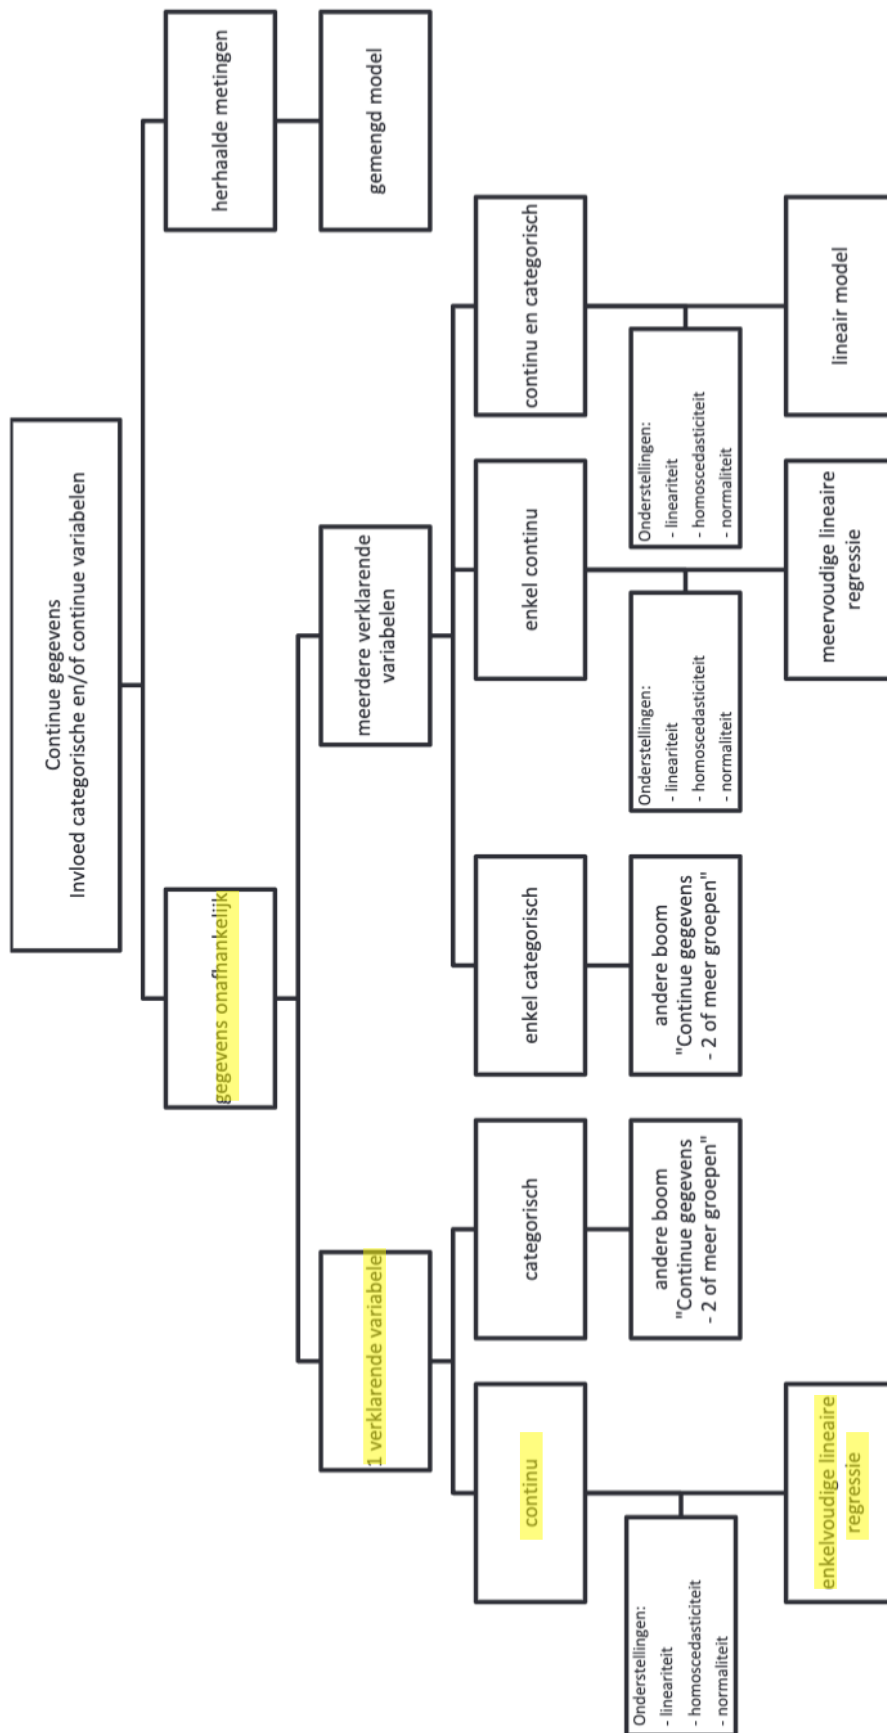 Continue gegevens
Invloed categorische en/of continue variabelen
gegevens onafhankelijk
herhaalde metingen
1 verklarende variabele
meerdere verklarende
variabelen
gemengd model
continu
categorisch
enkel categorisch
enkel continu
continu en categorisch
Onderstellingen:
- lineariteit
- homoscedasticiteit
- normaliteit
andere boom
"Continue gegevens
- 2 of meer groepen"
andere boom
"Continue gegevens
- 2 of meer groepen"
Onderstellingen:
- lineariteit
- homoscedasticiteit
- normaliteit
Onderstellingen:
- lineariteit
- homoscedasticiteit
- normaliteit
enkelvoudige lineaire
regressie
meervoudige lineaire
regressie
lineair model